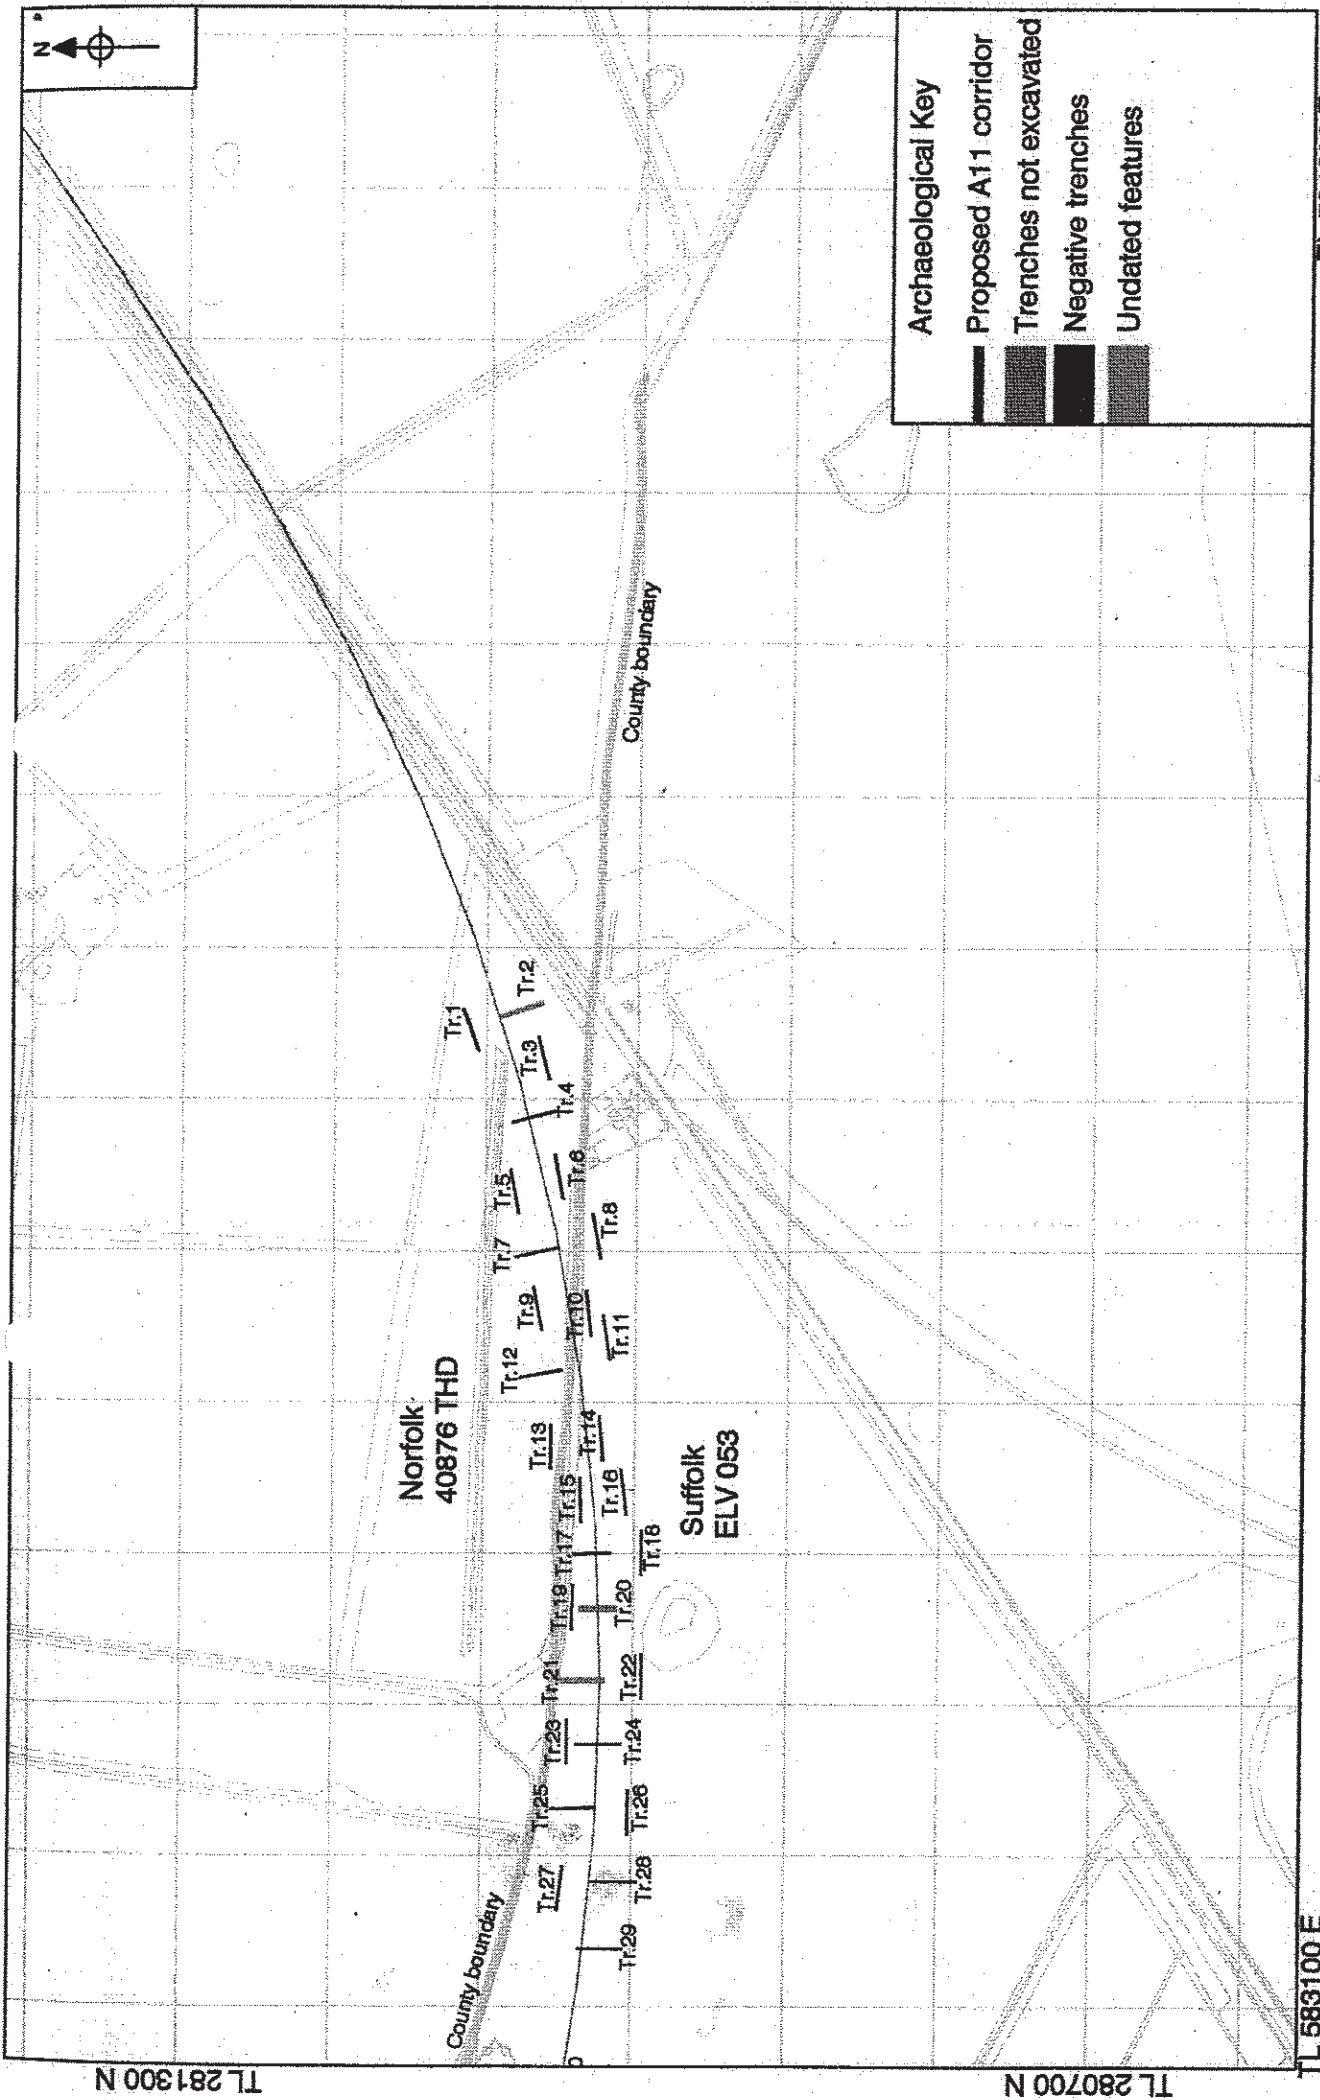 N
Archaeological Key
Proposed A11 corridor
Trenches not excavated
Negative trenches
Undated features
County boundary
County boundary
Norfolk
40876 THD
Suffolk
ELV 053
Tr.1
Tr.2
Tr.3
Tr.4
Tr.5
Tr.6
Tr.7
Tr.8
Tr.9
Tr.10
Tr.11
Tr.12
Tr.13
Tr.14
Tr.15
Tr.16
Tr.17
Tr.18
Tr.19
Tr.20
Tr.21
Tr.22
Tr.23
Tr.24
Tr.25
Tr.26
Tr.27
Tr.28
Tr.29
TL 281300 N
TL 280700 N
TL 583100 E